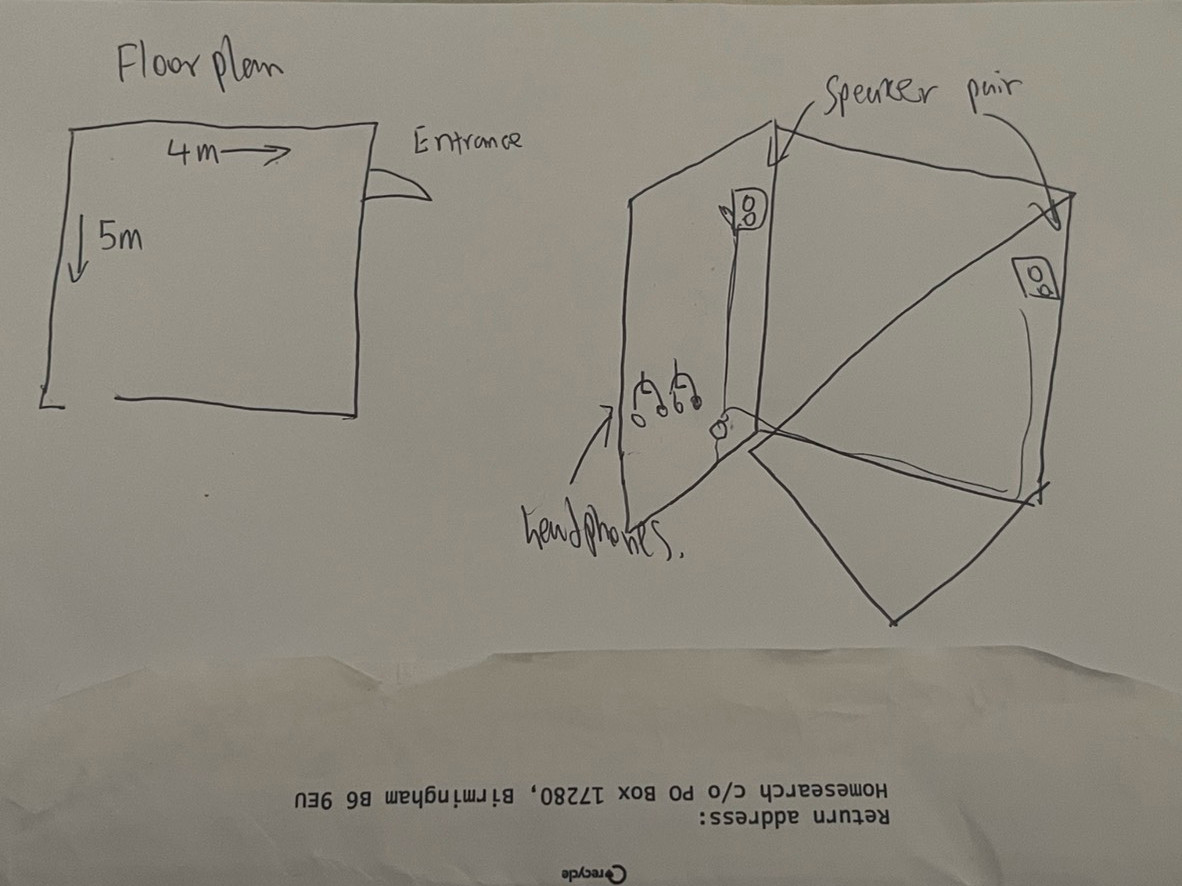 Floor plan
4m
5m
Entrance
Speaker pair
headphones.
Return address:
Homesearch c/o PO Box 17280, Birmingham B6 9EU
recycle